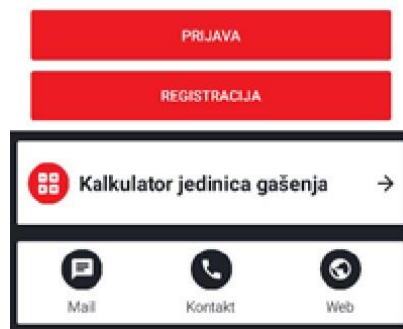 PRIJAVA
REGISTRACIJA
Kalkulator jedinica gašenja
Mail Kontakt Web